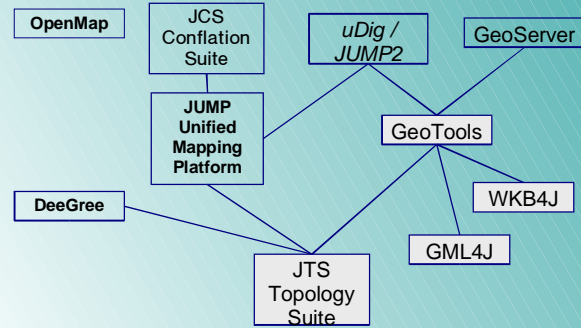 OpenMap
JCS
Conflation
Suite
uDig /
JUMP2
GeoServer
JUMP
Unified
Mapping
Platform
GeoTools
DeeGree
WKB4J
GML4J
JTS
Topology
Suite